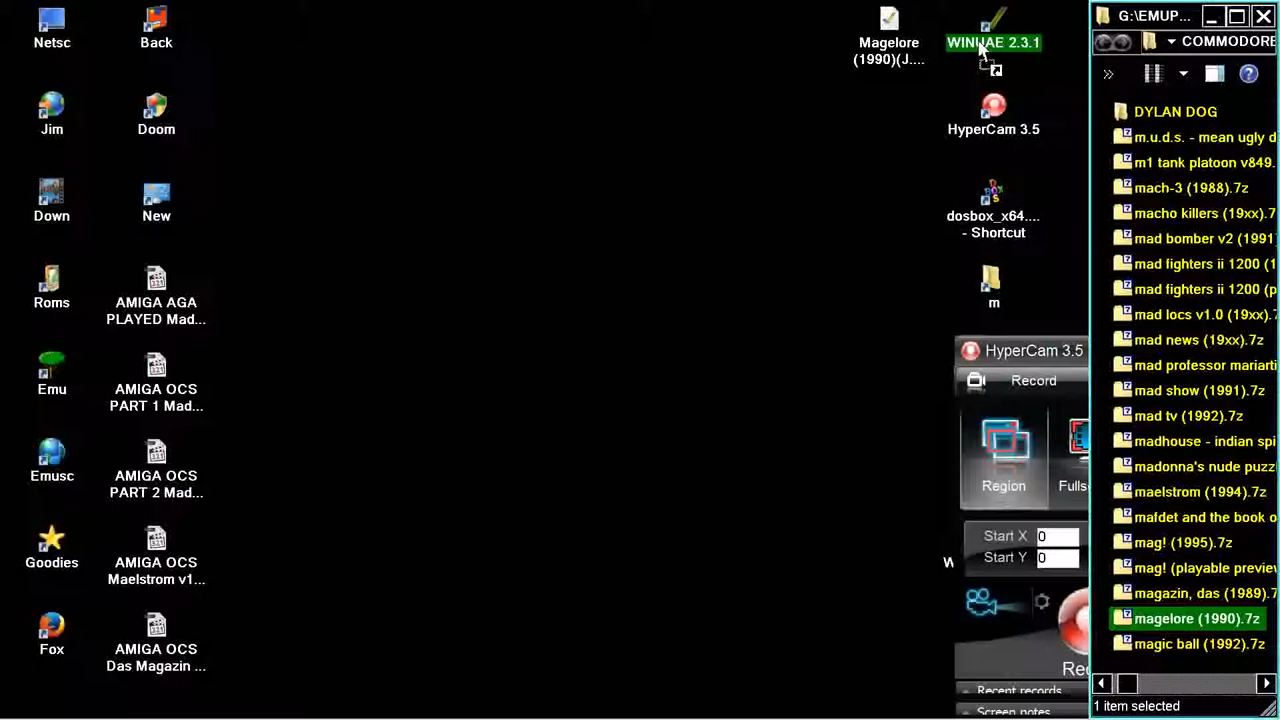 Netsc
Back
Jim
Doom
Down
New
Roms
AMIGA AGA
PLAYED Mad...
Emu
AMIGA OCS
PART 1 Mad...
Emusc
AMIGA OCS
PART 2 Mad...
Goodies
AMIGA OCS
Maelstrom v1...
Fox
AMIGA OCS
Das Magazin ...
Magelore
(1990)(J....
WINUAE 2.3.1
HyperCam 3.5
dosbox_x64....
- Shortcut
m
W
HyperCam 3.5
Record
Region
Fulls
Start X 0
Start Y 0
Rec
Recent records
Screen notes
G:\EMUP...
COMMODORE
DYLAN DOG
m.u.d.s. - mean ugly d
m1 tank platoon v849.
mach-3 (1988).7z
macho killers (19xx).7
mad bomber v2 (1991
mad fighters ii 1200 (1
mad fighters ii 1200 (p
mad locs v1.0 (19xx).7
mad news (19xx).7z
mad professor mariarti
mad show (1991).7z
mad tv (1992).7z
madhouse - indian spi
madonna's nude puzz
maelstrom (1994).7z
mafdet and the book o
mag! (1995).7z
mag! (playable preview
magazin, das (1989).7
magelore (1990).7z
magic ball (1992).7z
1 item selected